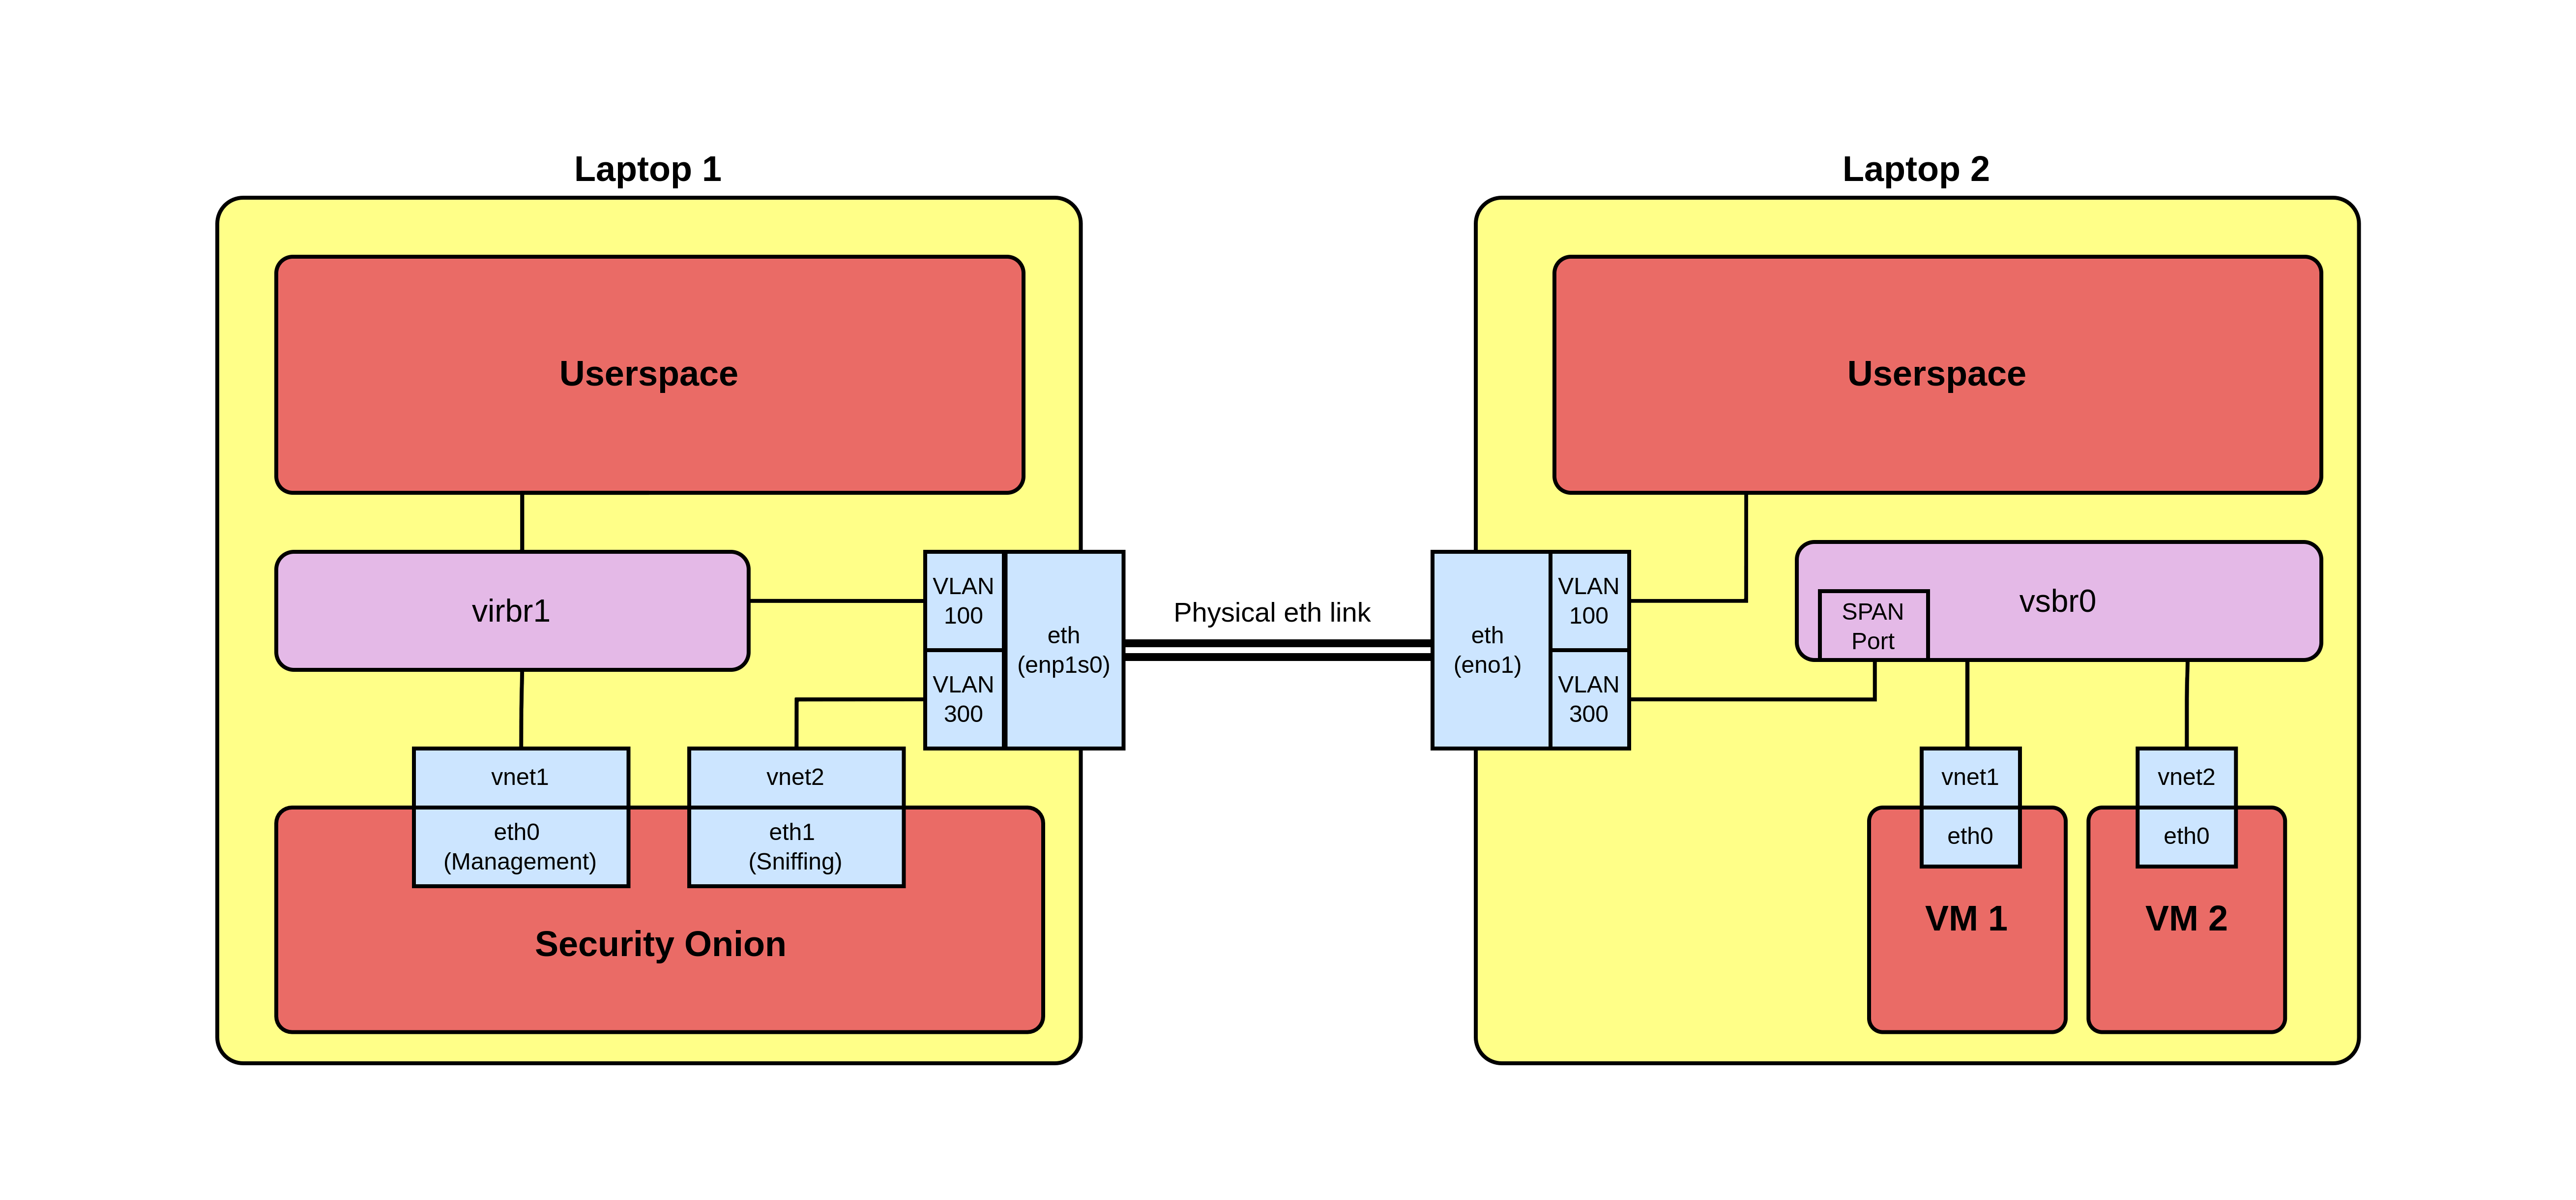 Laptop 1
Userspace
virbr1
VLAN
100
VLAN
300
eth
(enp1s0)
vnet1
eth0
(Management)
vnet2
eth1
(Sniffing)
Security Onion
Physical eth link
Laptop 2
Userspace
eth
(eno1)
VLAN
100
VLAN
300
SPAN
Port
vsbr0
vnet1
eth0
VM 1
vnet2
eth0
VM 2